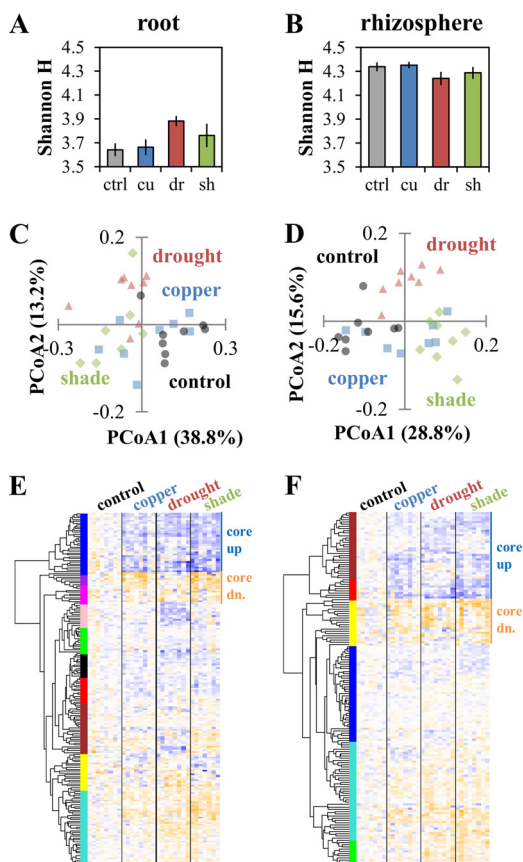 A root
B rhizosphere
Shannon H
4.5
4.3
4.1
3.9
3.7
3.5
ctrl cu dr sh
Shannon H
4.5
4.3
4.1
3.9
3.7
3.5
ctrl cu dr sh
C
0.2
drought
copper
PCoA2 (13.2%)
-0.3
0.3
shade
control
-0.2
PCoA1 (38.8%)
D
0.2
control
drought
PCoA2 (15.6%)
-0.2
0.2
copper
shade
-0.2
PCoA1 (28.8%)
E
control
copper
drought
shade
core
up
core
dn.
F
control
copper
drought
shade
core
up
core
dn.